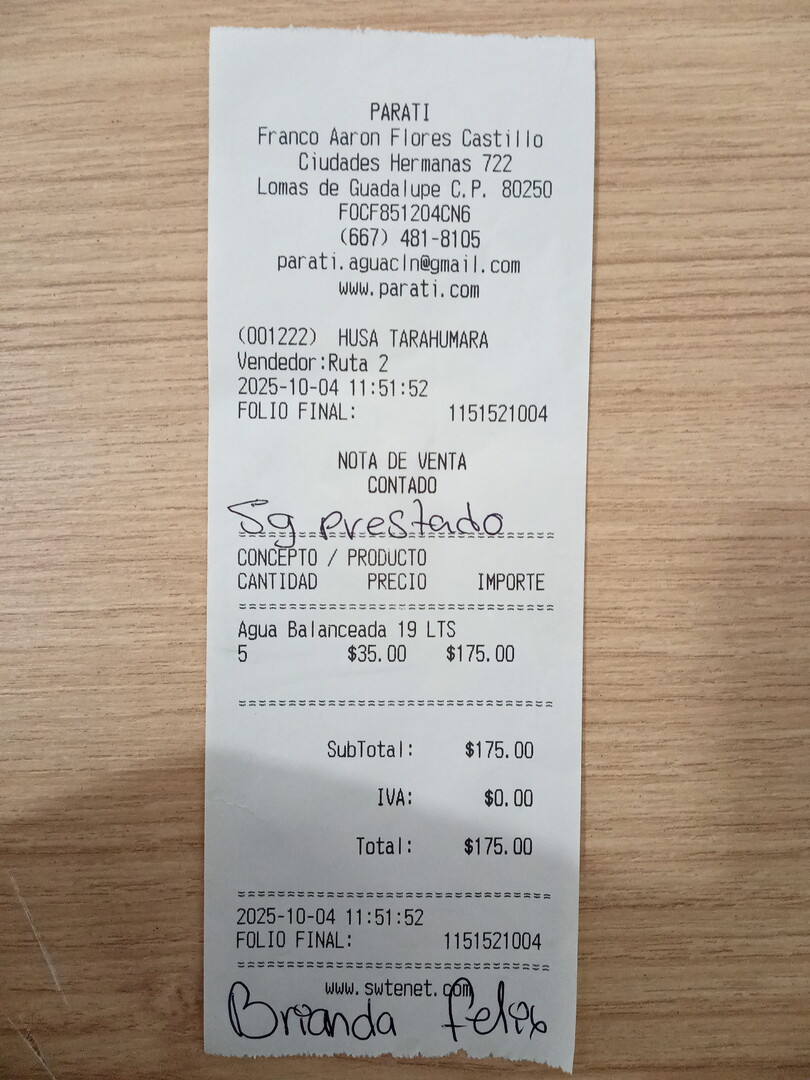 PARATI
Franco Aaron Flores Castillo
Ciudades Hermanas 722
Lomas de Guadalupe C.P. 80250
FOCF851204CN6
(667) 481-8105
parati.aguacln@gmail.com
www.parati.com
(001222) HUSA TARAHUMARA
Vendedor:Ruta 2
2025-10-04 11:51:52
FOLIO FINAL: 1151521004
NOTA DE VENTA
CONTADO
5g prestado
CONCEPTO / PRODUCTO
CANTIDAD PRECIO IMPORTE
Agua Balanceada 19 LTS
5 $35.00 $175.00
SubTotal: $175.00
IVA: $0.00
Total: $175.00
2025-10-04 11:51:52
FOLIO FINAL: 1151521004
www.swtenet.com
Brianda felix